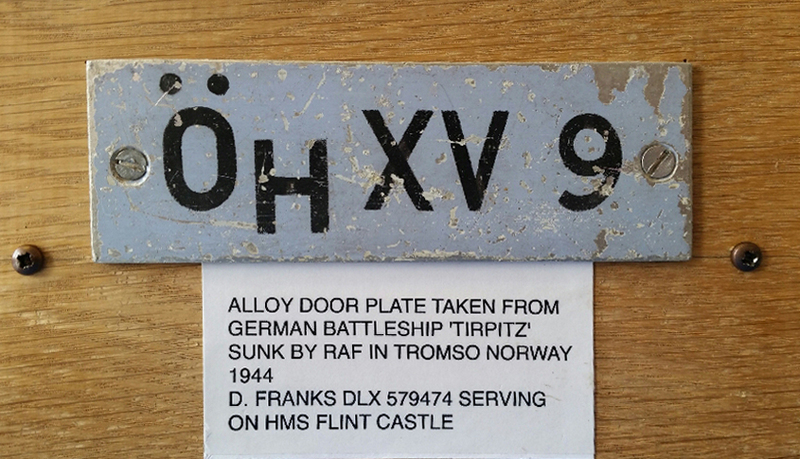 ÖH XV 9
ALLOY DOOR PLATE TAKEN FROM
GERMAN BATTLESHIP 'TIRPITZ'
SUNK BY RAF IN TROMSO NORWAY
1944
D. FRANKS DLX 579474 SERVING
ON HMS FLINT CASTLE